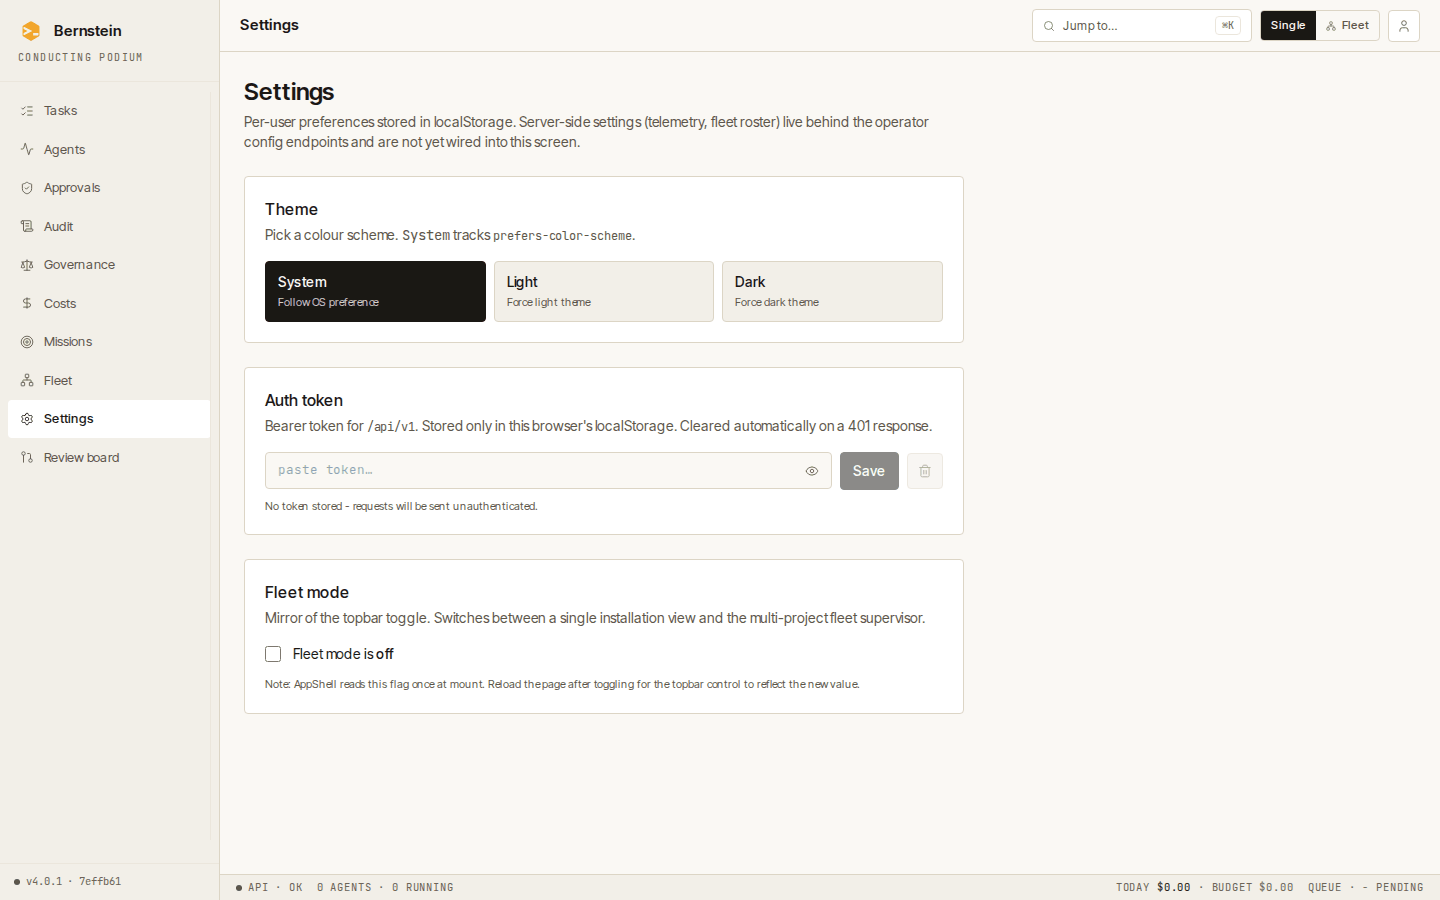 Bernstein
CONDUCTING PODIUM
Tasks
Agents
Approvals
Audit
Governance
Costs
Missions
Fleet
Settings
Review board
v4.0.1 · 7effb61
Settings
Jump to…
⌘K
Single
Fleet
Settings
Per-user preferences stored in localStorage. Server-side settings (telemetry, fleet roster) live behind the operator
config endpoints and are not yet wired into this screen.
Theme
Pick a colour scheme. System tracks prefers-color-scheme.
System
Follow OS preference
Light
Force light theme
Dark
Force dark theme
Auth token
Bearer token for /api/v1. Stored only in this browser's localStorage. Cleared automatically on a 401 response.
paste token…
Save
No token stored - requests will be sent unauthenticated.
Fleet mode
Mirror of the topbar toggle. Switches between a single installation view and the multi-project fleet supervisor.
Fleet mode is off
Note: AppShell reads this flag once at mount. Reload the page after toggling for the topbar control to reflect the new value.
API · OK 0 AGENTS · 0 RUNNING
TODAY $0.00 · BUDGET $0.00 QUEUE · - PENDING